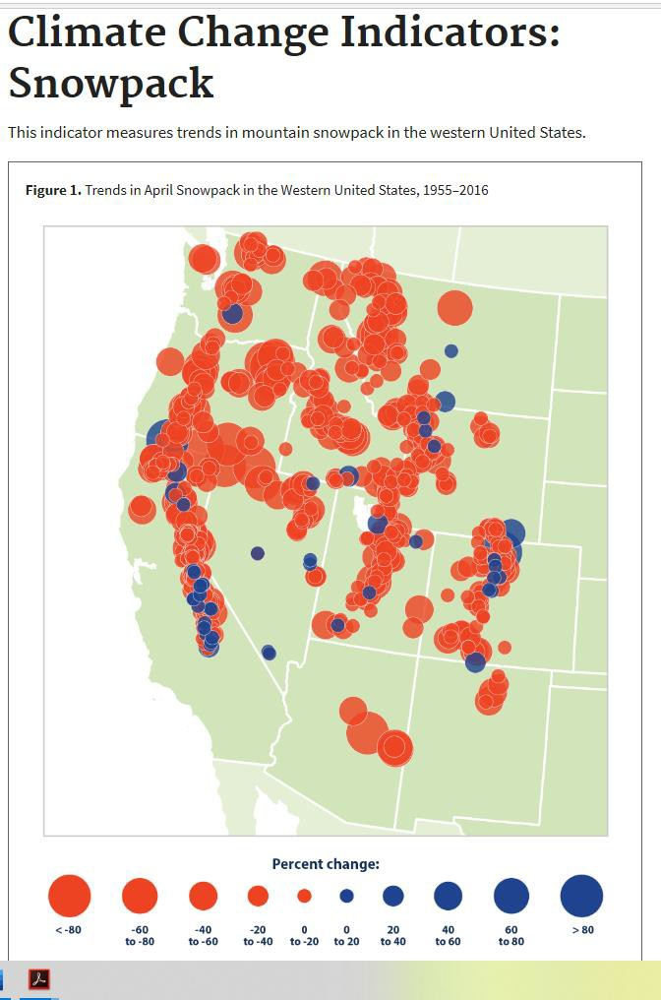 Climate Change Indicators:
Snowpack
This indicator measures trends in mountain snowpack in the western United States.
Figure 1. Trends in April Snowpack in the Western United States, 1955–2016
Percent change:
< -80
-60
to -80
-40
to -60
-20
to -40
0
to -20
0
to 20
20
to 40
40
to 60
60
to 80
> 80